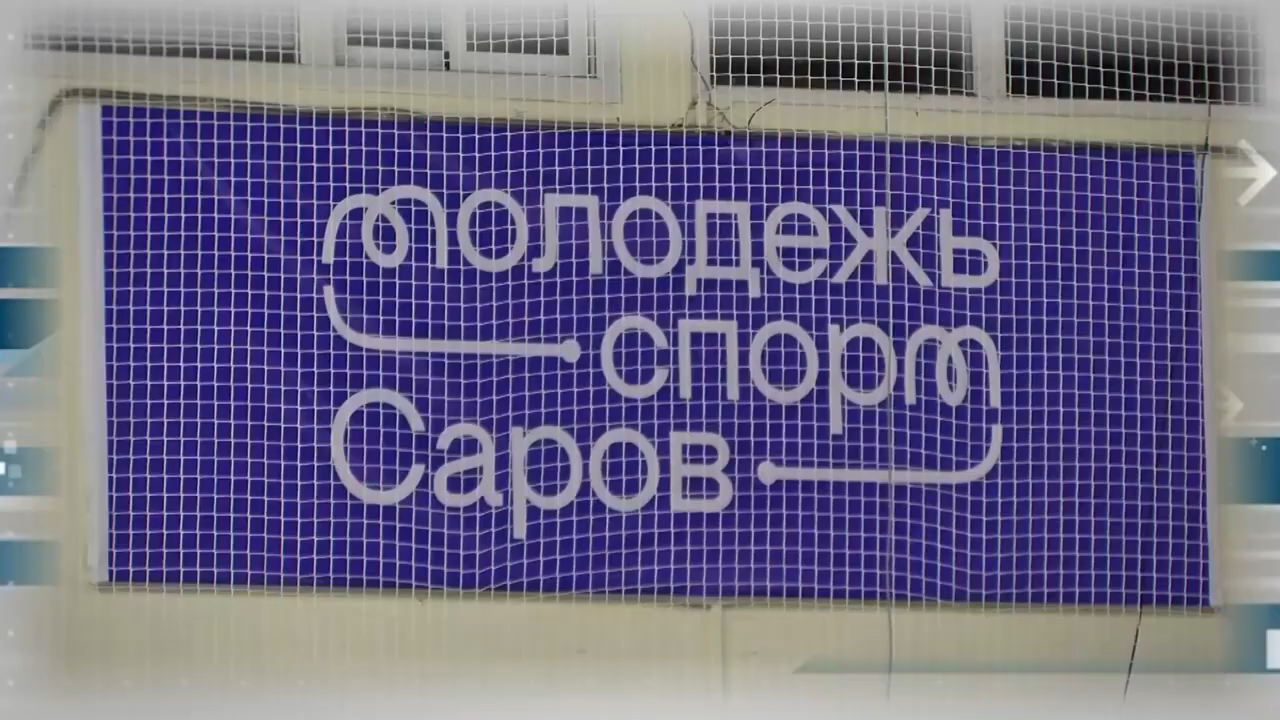 молодежь
спорт
Саров